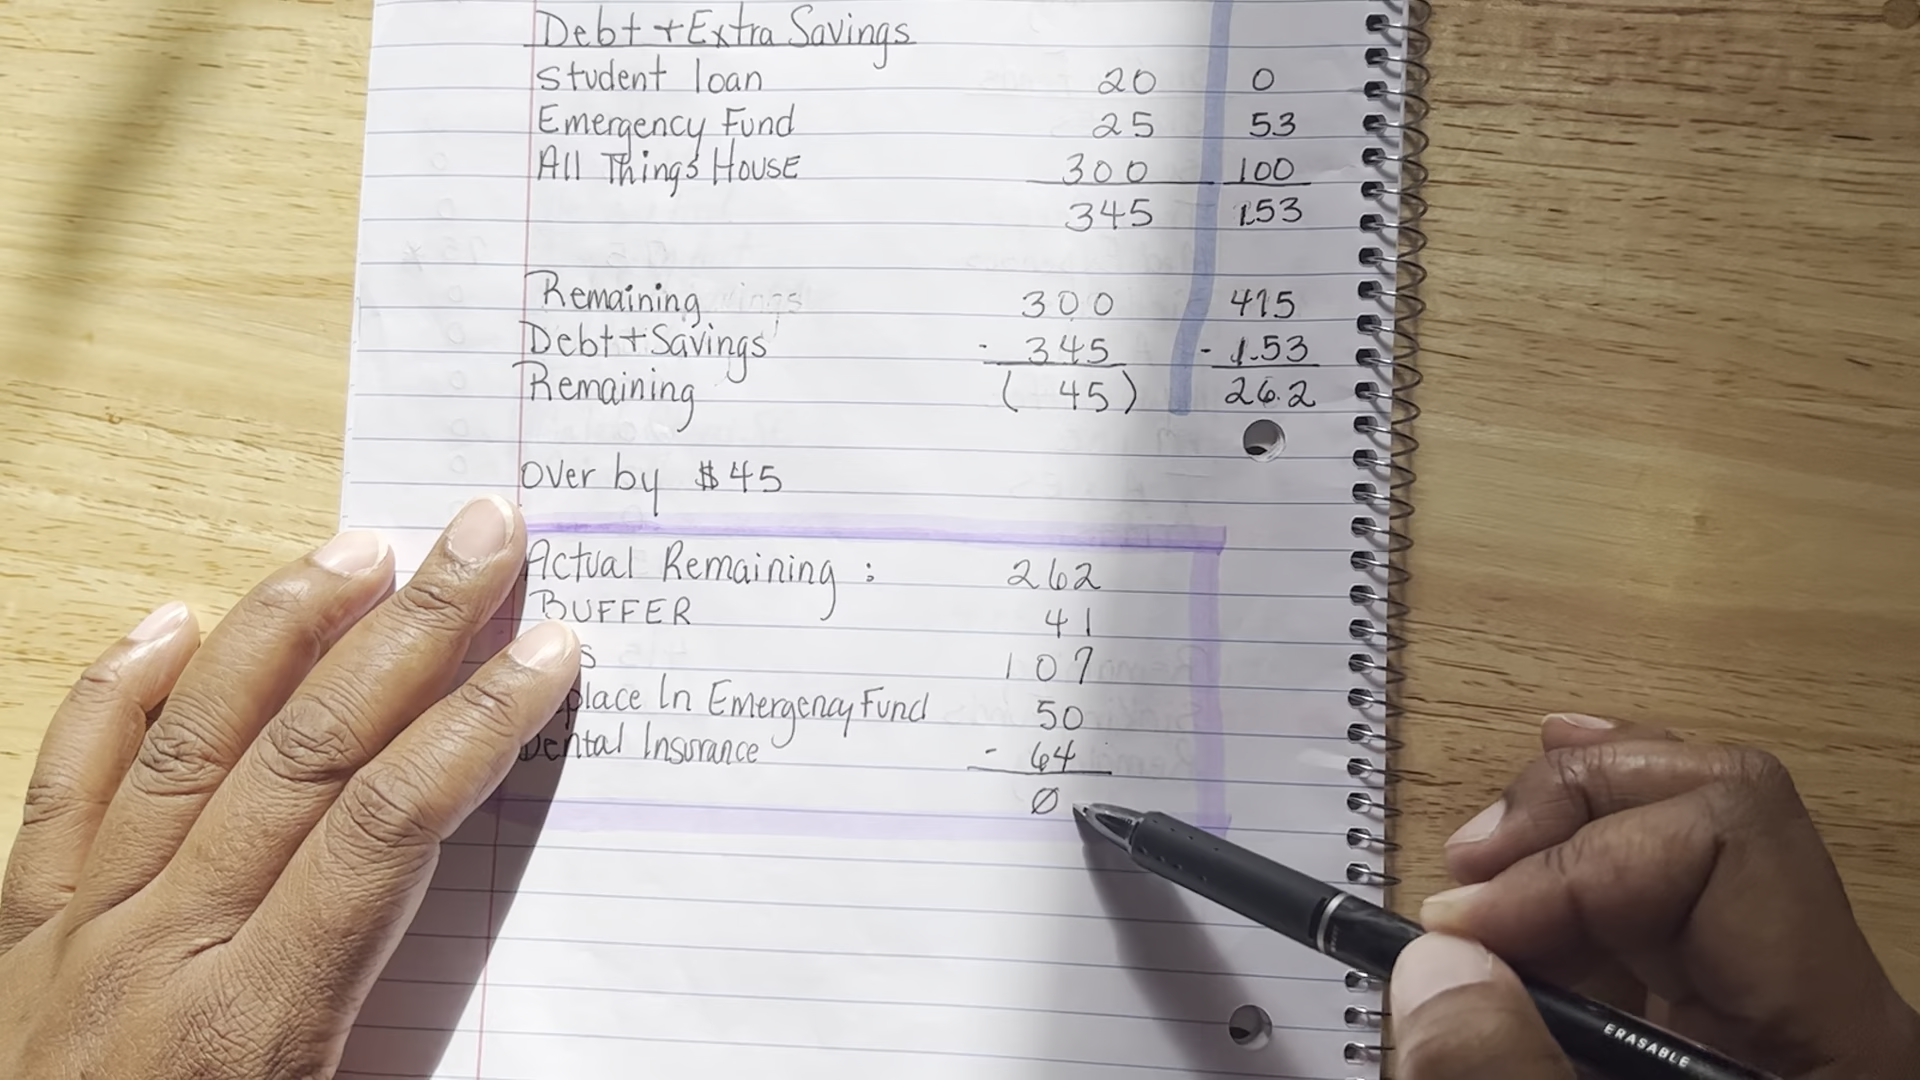 Debt + Extra Savings
Student loan 20 0
Emergency Fund 25 53
All Things House 300 100
345 153
Remaining 300 415
Debt + Savings - 345 - 153
Remaining ( 45 ) 262
over by $45
Actual Remaining : 262
BUFFER 41
s 107
place In Emergency Fund 50
Dental Insurance - 64
Ø
ERASABLE